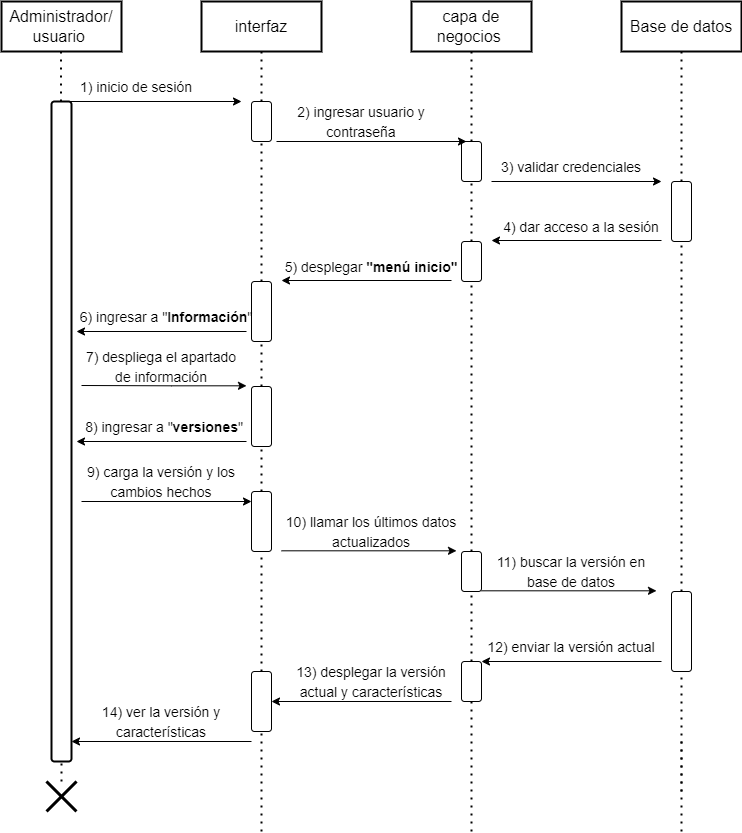 Administrador/
usuario
interfaz
capa de
negocios
Base de datos
1) inicio de sesión
2) ingresar usuario y
contraseña
3) validar credenciales
4) dar acceso a la sesión
5) desplegar "menú inicio"
6) ingresar a "Información"
7) despliega el apartado
de información
8) ingresar a "versiones"
9) carga la versión y los
cambios hechos
10) llamar los últimos datos
actualizados
11) buscar la versión en
base de datos
12) enviar la versión actual
13) desplegar la versión
actual y características
14) ver la versión y
características